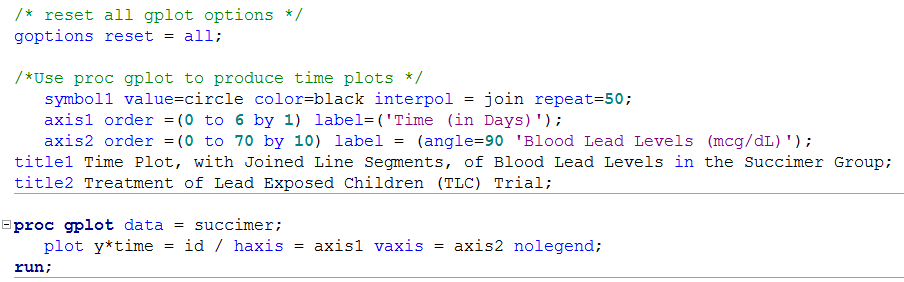 /* reset all gplot options */
goptions reset = all;
/*Use proc gplot to produce time plots */
symbol1 value=circle color=black interpol = join repeat=50;
axis1 order =(0 to 6 by 1) label=('Time (in Days)');
axis2 order =(0 to 70 by 10) label = (angle=90 'Blood Lead Levels (mcg/dL)');
title1 Time Plot, with Joined Line Segments, of Blood Lead Levels in the Succimer Group;
title2 Treatment of Lead Exposed Children (TLC) Trial;
proc gplot data = succimer;
plot y*time = id / haxis = axis1 vaxis = axis2 nolegend;
run;